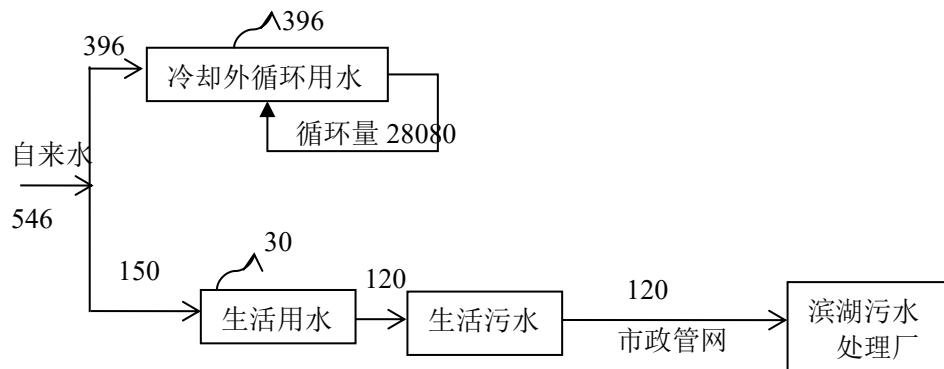 396
396
冷却外循环用水
循环量 28080
自来水
546
30
150
120
120
生活用水
生活污水
市政管网
滨湖污水
处理厂